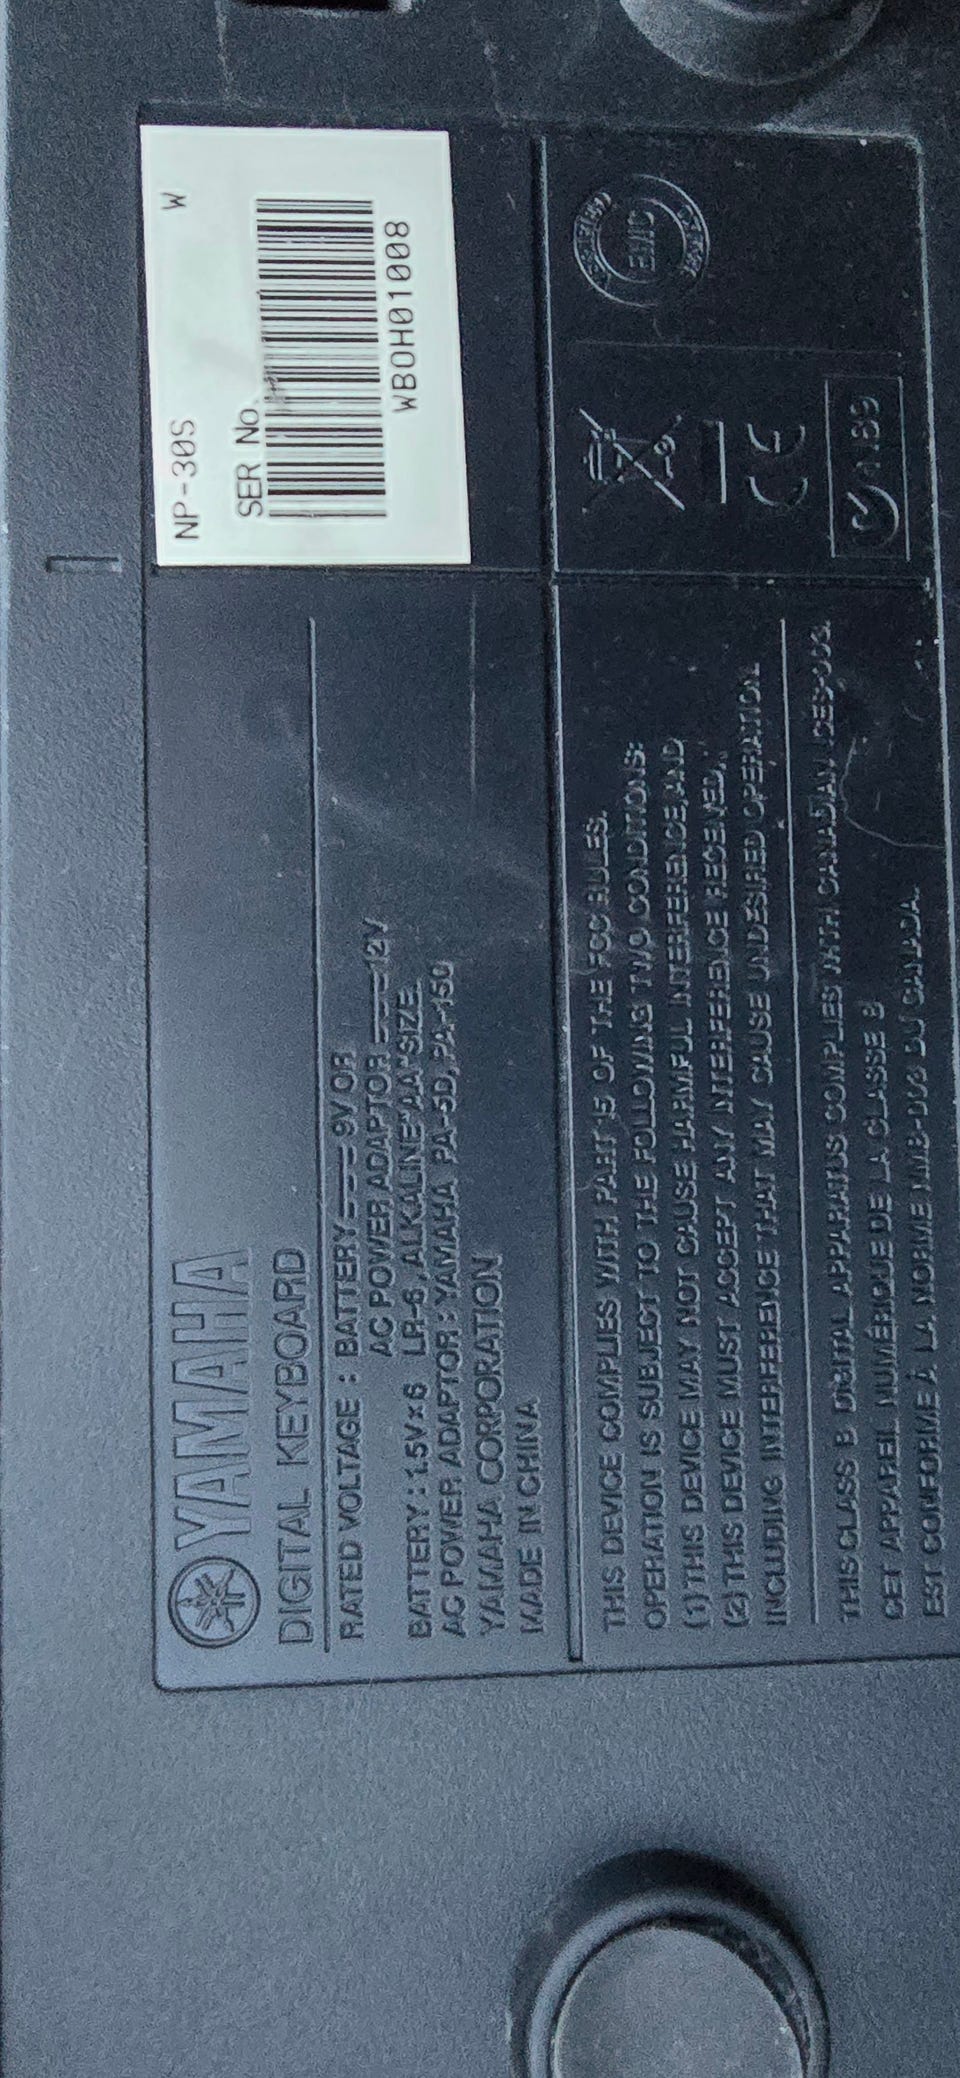 YAMAHA
DIGITAL KEYBOARD
RATED VOLTAGE : BATTERY 9V OR
AC POWER ADAPTOR 12V
BATTERY : 1.5V×6 LR-6, ALKALINE"AA"SIZE.
AC POWER ADAPTOR : YAMAHA PA-5D, PA-150
YAMAHA CORPORATION
MADE IN CHINA
NP-30S W
SER No.
WBOH01008
THIS DEVICE COMPLIES WITH PART 15 OF THE FCC RULES.
OPERATION IS SUBJECT TO THE FOLLOWING TWO CONDITIONS:
(1) THIS DEVICE MAY NOT CAUSE HARMFUL INTERFERENCE, AND
(2) THIS DEVICE MUST ACCEPT ANY INTERFERENCE RECEIVED,
INCLUDING INTERFERENCE THAT MAY CAUSE UNDESIRED OPERATION.
THIS CLASS B DIGITAL APPARATUS COMPLIES WITH CANADIAN ICES-003.
CET APPAREIL NUMÉRIQUE DE LA CLASSE B
EST CONFORME À LA NORME NMB-003 DU CANADA.
CE
EMC